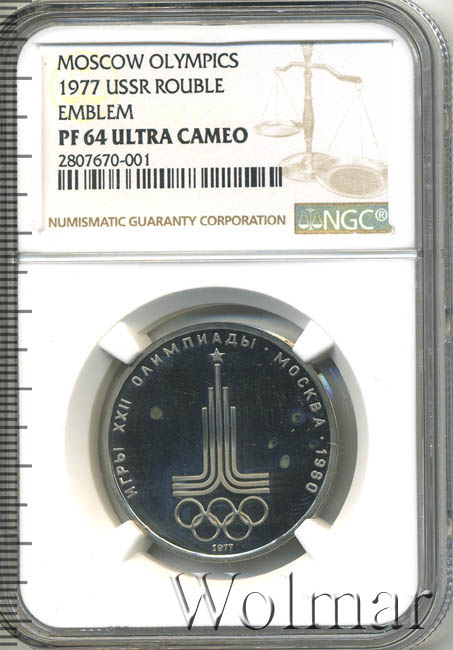 MOSCOW OLYMPICS
1977 USSR ROUBLE
EMBLEM
PF 64 ULTRA CAMEO
2807670-001
NUMISMATIC GUARANTY CORPORATION
NGC®
ИГРЫ XXII ОЛИМПИАДЫ · МОСКВА · 1980
1977
Wolmar